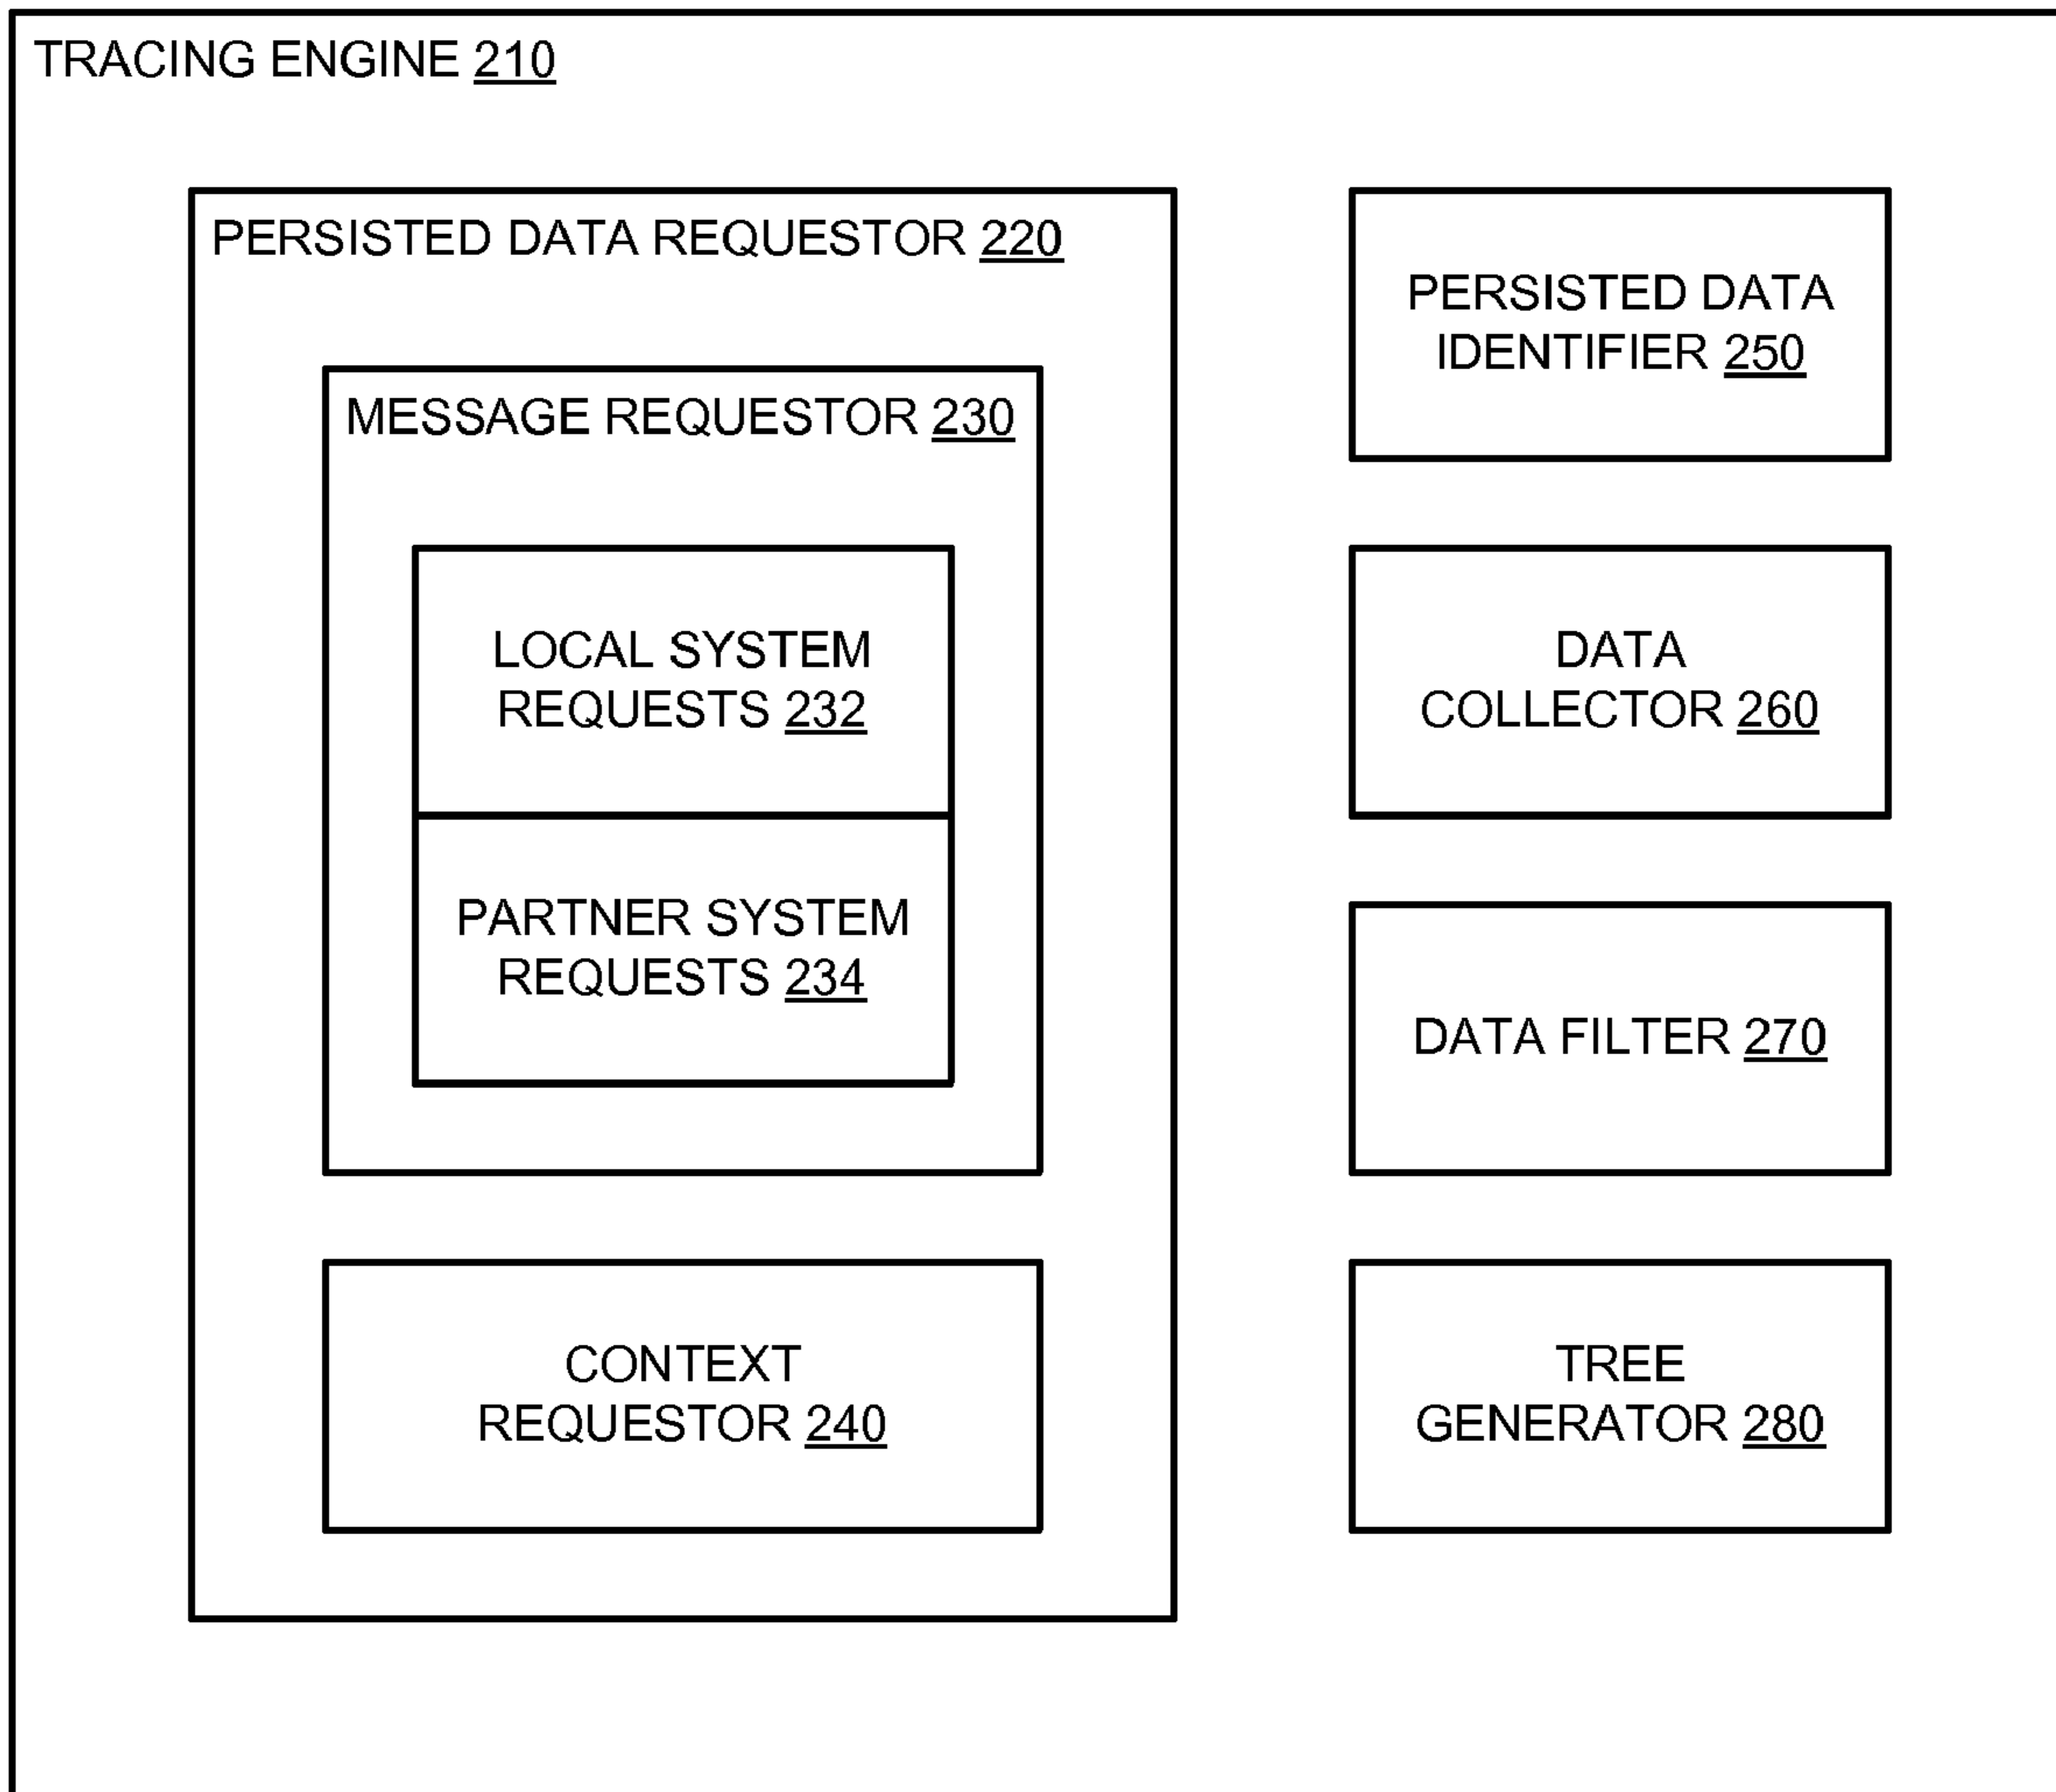 TRACING ENGINE 210
PERSISTED DATA REQUESTOR 220
MESSAGE REQUESTOR 230
LOCAL SYSTEM
REQUESTS 232
PARTNER SYSTEM
REQUESTS 234
CONTEXT
REQUESTOR 240
PERSISTED DATA
IDENTIFIER 250
DATA
COLLECTOR 260
DATA FILTER 270
TREE
GENERATOR 280